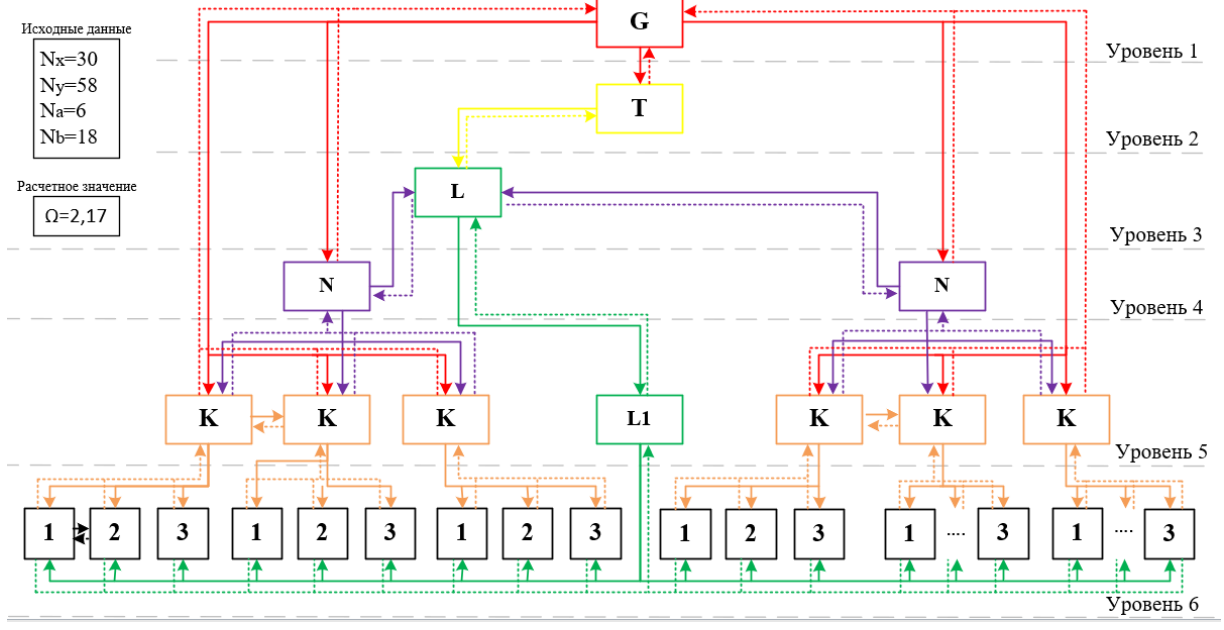 G
Исходные данные
Nx=30
Ny=58
Na=6
Nb=18
Уровень 1
T
Уровень 2
Расчетное значение
Ω=2,17
L
Уровень 3
N
N
Уровень 4
K
K
K
L1
K
K
K
Уровень 5
1
2
3
1
2
3
1
2
3
1
2
3
1
....
3
1
....
3
Уровень 6